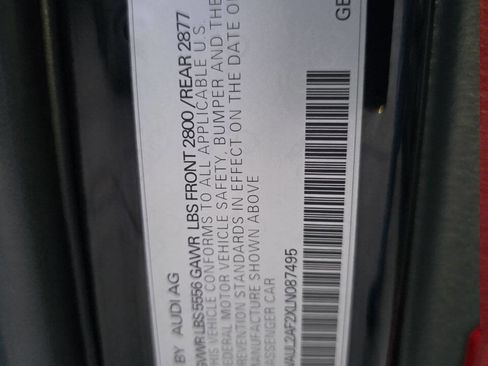 BY AUDI AG
GVWR LBS 5556 GAWR LBS FRONT 2800/REAR 2877
THIS VEHICLE CONFORMS TO ALL APPLICABLE U.S.
FEDERAL MOTOR VEHICLE SAFETY, BUMPER AND THE
PREVENTION STANDARDS IN EFFECT ON THE DATE O
MANUFACTURE SHOWN ABOVE
PASSENGER CAR
WAUL2AF2XLN087495
GE